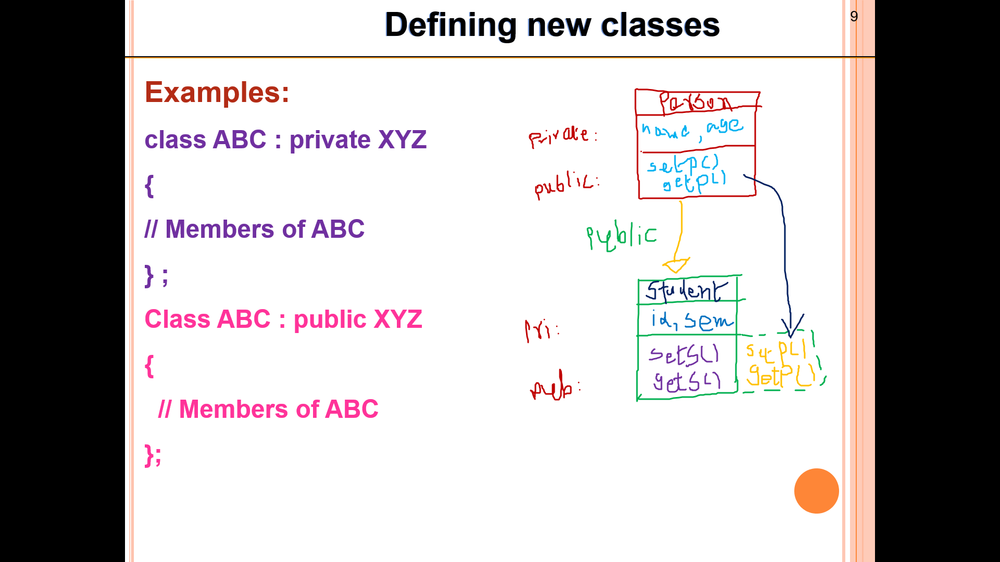 Defining new classes
9
Examples:
class ABC : private XYZ
{
// Members of ABC
} ;
Class ABC : public XYZ
{
// Members of ABC
};
Parson
private:
name, age
public:
setp()
getp()
public
Student
pri:
id, sem
pub:
setS()
getS()
setP()
getP()